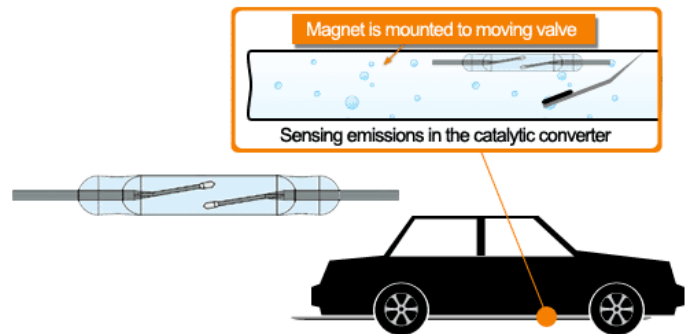 Magnet is mounted to moving valve
Sensing emissions in the catalytic converter